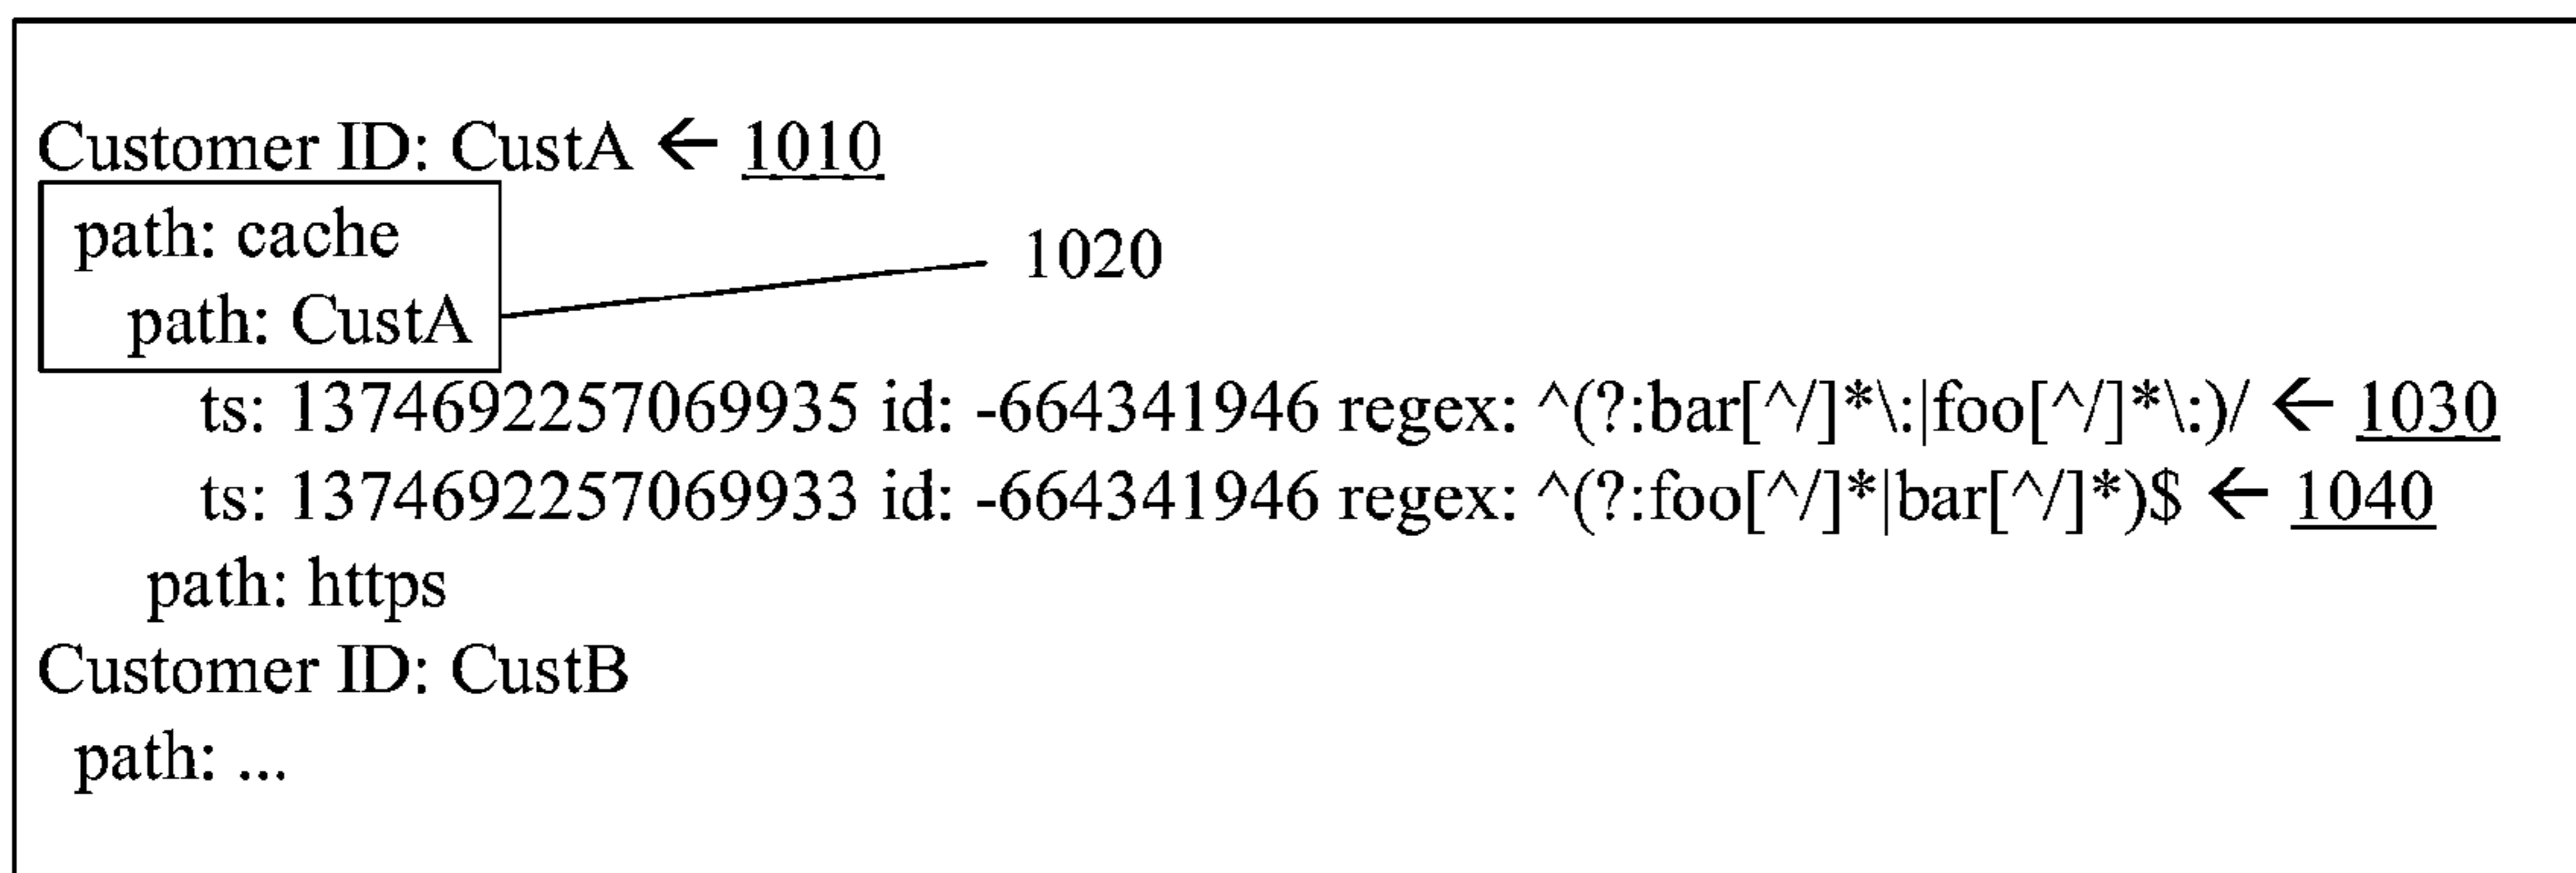 Customer ID: CustA ← 1010
path: cache
1020
path: CustA
ts: 1374692257069935 id: -664341946 regex: ^(?:bar[^/]*\:|foo[^/]*\:)/ ← 1030
ts: 1374692257069933 id: -664341946 regex: ^(?:foo[^/]*|bar[^/]*)$ ← 1040
path: https
Customer ID: CustB
path: ...